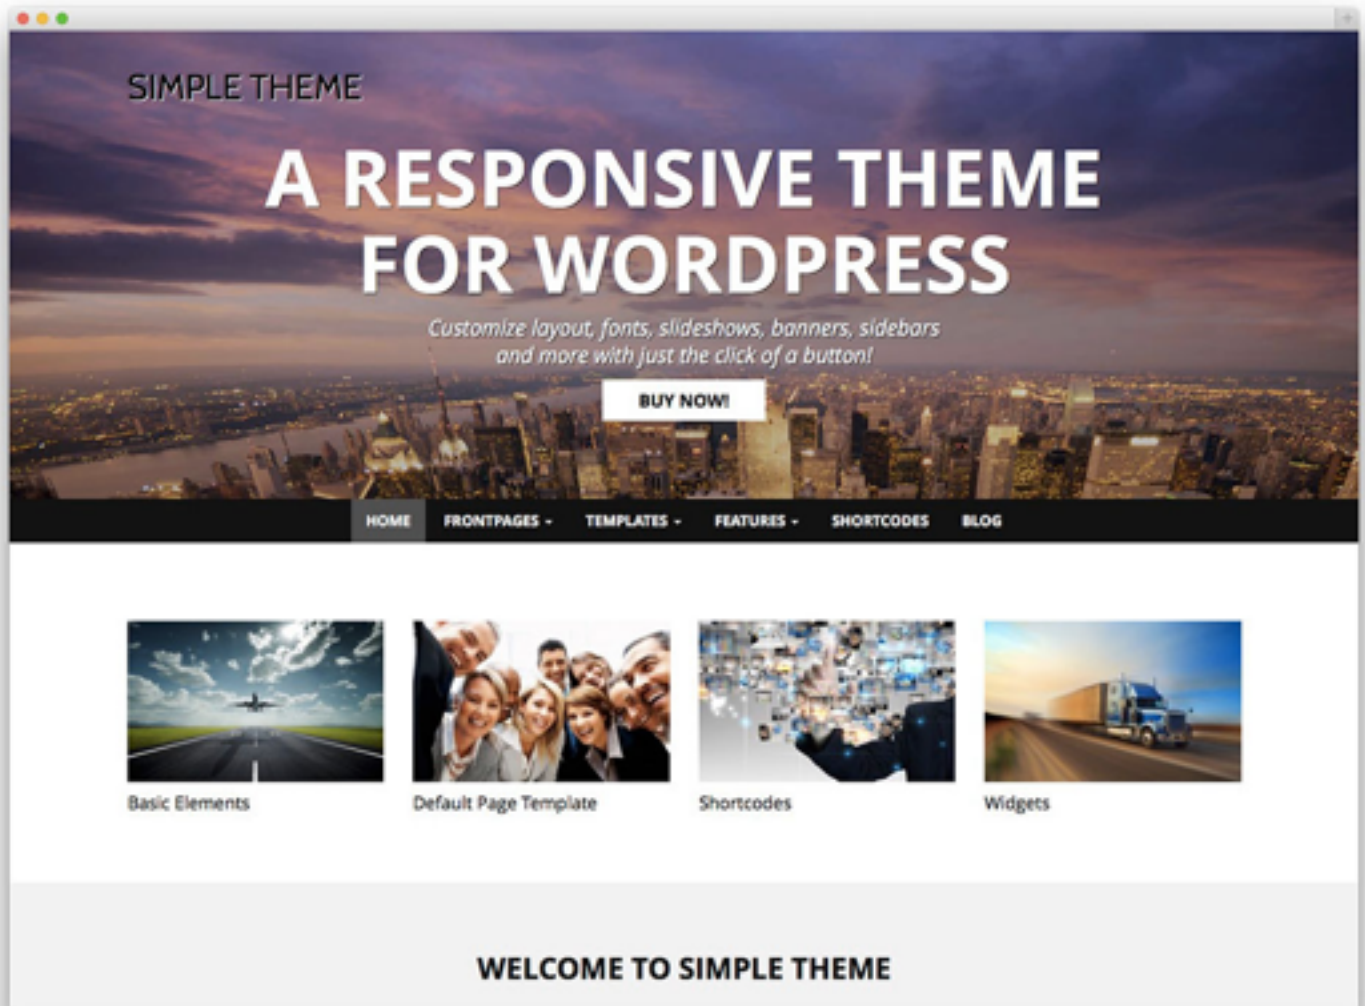 SIMPLE THEME
A RESPONSIVE THEME
FOR WORDPRESS
Customize layout, fonts, slideshows, banners, sidebars
and more with just the click of a button!
BUY NOW!
HOME FRONTPAGES TEMPLATES FEATURES SHORTCODES BLOG
Basic Elements Default Page Template Shortcodes Widgets
WELCOME TO SIMPLE THEME